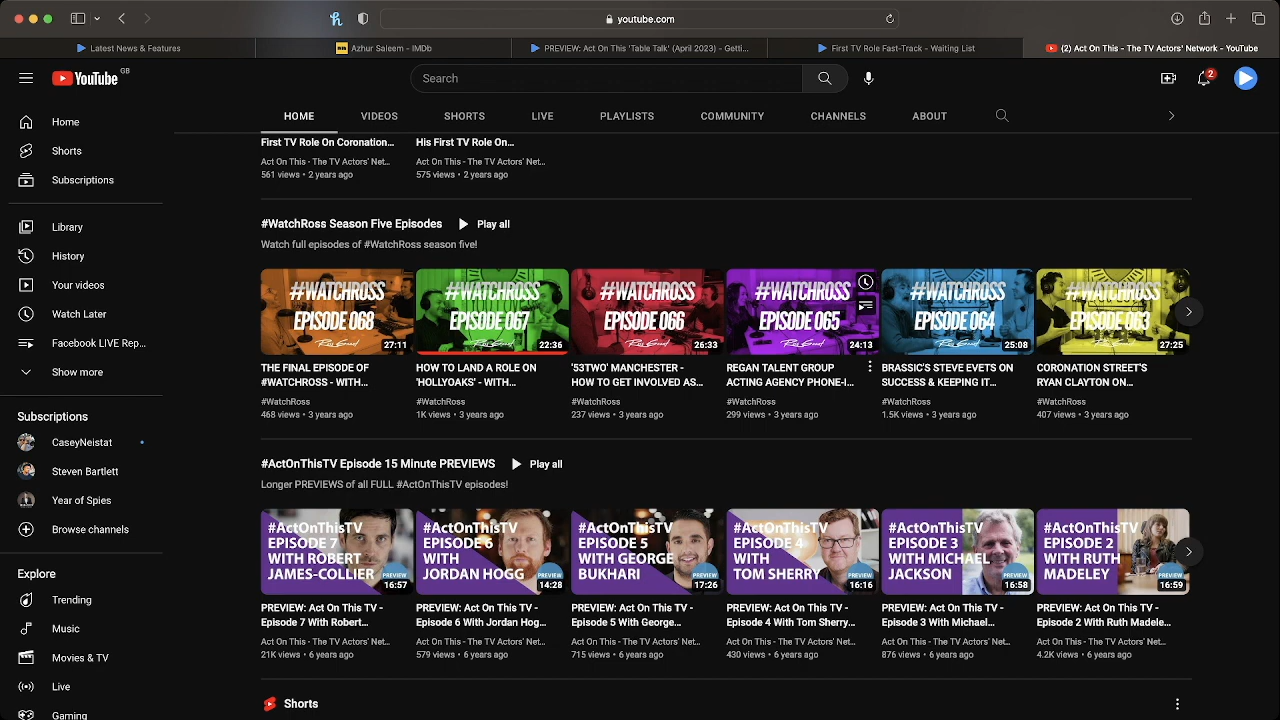 youtube.com
Latest News & Features
Azhur Saleem - IMDb
PREVIEW: Act On This 'Table Talk' (April 2023) - Getti...
First TV Role Fast-Track - Waiting List
(2) Act On This - The TV Actors' Network - YouTube
YouTube GB
Search
2
HOME VIDEOS SHORTS LIVE PLAYLISTS COMMUNITY CHANNELS ABOUT
Home
Shorts
Subscriptions
Library
History
Your videos
Watch Later
Facebook LIVE Rep...
Show more
Subscriptions
CaseyNeistat
Steven Bartlett
Year of Spies
Browse channels
Explore
Trending
Music
Movies & TV
Live
Gaming
First TV Role On Coronation...
Act On This - The TV Actors' Net...
561 views • 2 years ago
His First TV Role On...
Act On This - The TV Actors' Net...
575 views • 2 years ago
#WatchRoss Season Five Episodes
Play all
Watch full episodes of #WatchRoss season five!
#WATCHROSS
EPISODE 068
27:11
THE FINAL EPISODE OF
#WATCHROSS - WITH...
#WatchRoss
468 views • 3 years ago
#WATCHROSS
EPISODE 067
22:36
HOW TO LAND A ROLE ON
'HOLLYOAKS' - WITH...
#WatchRoss
1K views • 3 years ago
#WATCHROSS
EPISODE 066
26:33
'53TWO' MANCHESTER -
HOW TO GET INVOLVED AS...
#WatchRoss
237 views • 3 years ago
#WATCHROSS
EPISODE 065
24:13
REGAN TALENT GROUP
ACTING AGENCY PHONE-I...
#WatchRoss
299 views • 3 years ago
#WATCHROSS
EPISODE 064
25:08
BRASSIC'S STEVE EVETS ON
SUCCESS & KEEPING IT...
#WatchRoss
1.5K views • 3 years ago
#WATCHROSS
EPISODE 063
27:25
CORONATION STREET'S
RYAN CLAYTON ON...
#WatchRoss
407 views • 3 years ago
#ActOnThisTV Episode 15 Minute PREVIEWS
Play all
Longer PREVIEWS of all FULL #ActOnThisTV episodes!
#ActOnThisTV
EPISODE 7
WITH ROBERT
JAMES-COLLIER
PREVIEW
16:57
PREVIEW: Act On This TV -
Episode 7 With Robert...
Act On This - The TV Actors' Net...
21K views • 6 years ago
#ActOnThisTV
EPISODE 6
WITH
JORDAN HOGG
PREVIEW
14:28
PREVIEW: Act On This TV -
Episode 6 With Jordan Hog...
Act On This - The TV Actors' Net...
579 views • 6 years ago
#ActOnThisTV
EPISODE 5
WITH GEORGE
BUKHARI
PREVIEW
17:26
PREVIEW: Act On This TV -
Episode 5 With George...
Act On This - The TV Actors' Net...
715 views • 6 years ago
#ActOnThisTV
EPISODE 4
WITH
TOM SHERRY
PREVIEW
16:16
PREVIEW: Act On This TV -
Episode 4 With Tom Sherry...
Act On This - The TV Actors' Net...
430 views • 6 years ago
#ActOnThisTV
EPISODE 3
WITH MICHAEL
JACKSON
PREVIEW
16:58
PREVIEW: Act On This TV -
Episode 3 With Michael...
Act On This - The TV Actors' Net...
876 views • 6 years ago
#ActOnThisTV
EPISODE 2
WITH RUTH
MADELEY
PREVIEW
16:59
PREVIEW: Act On This TV -
Episode 2 With Ruth Madele...
Act On This - The TV Actors' Net...
4.2K views • 6 years ago
Shorts